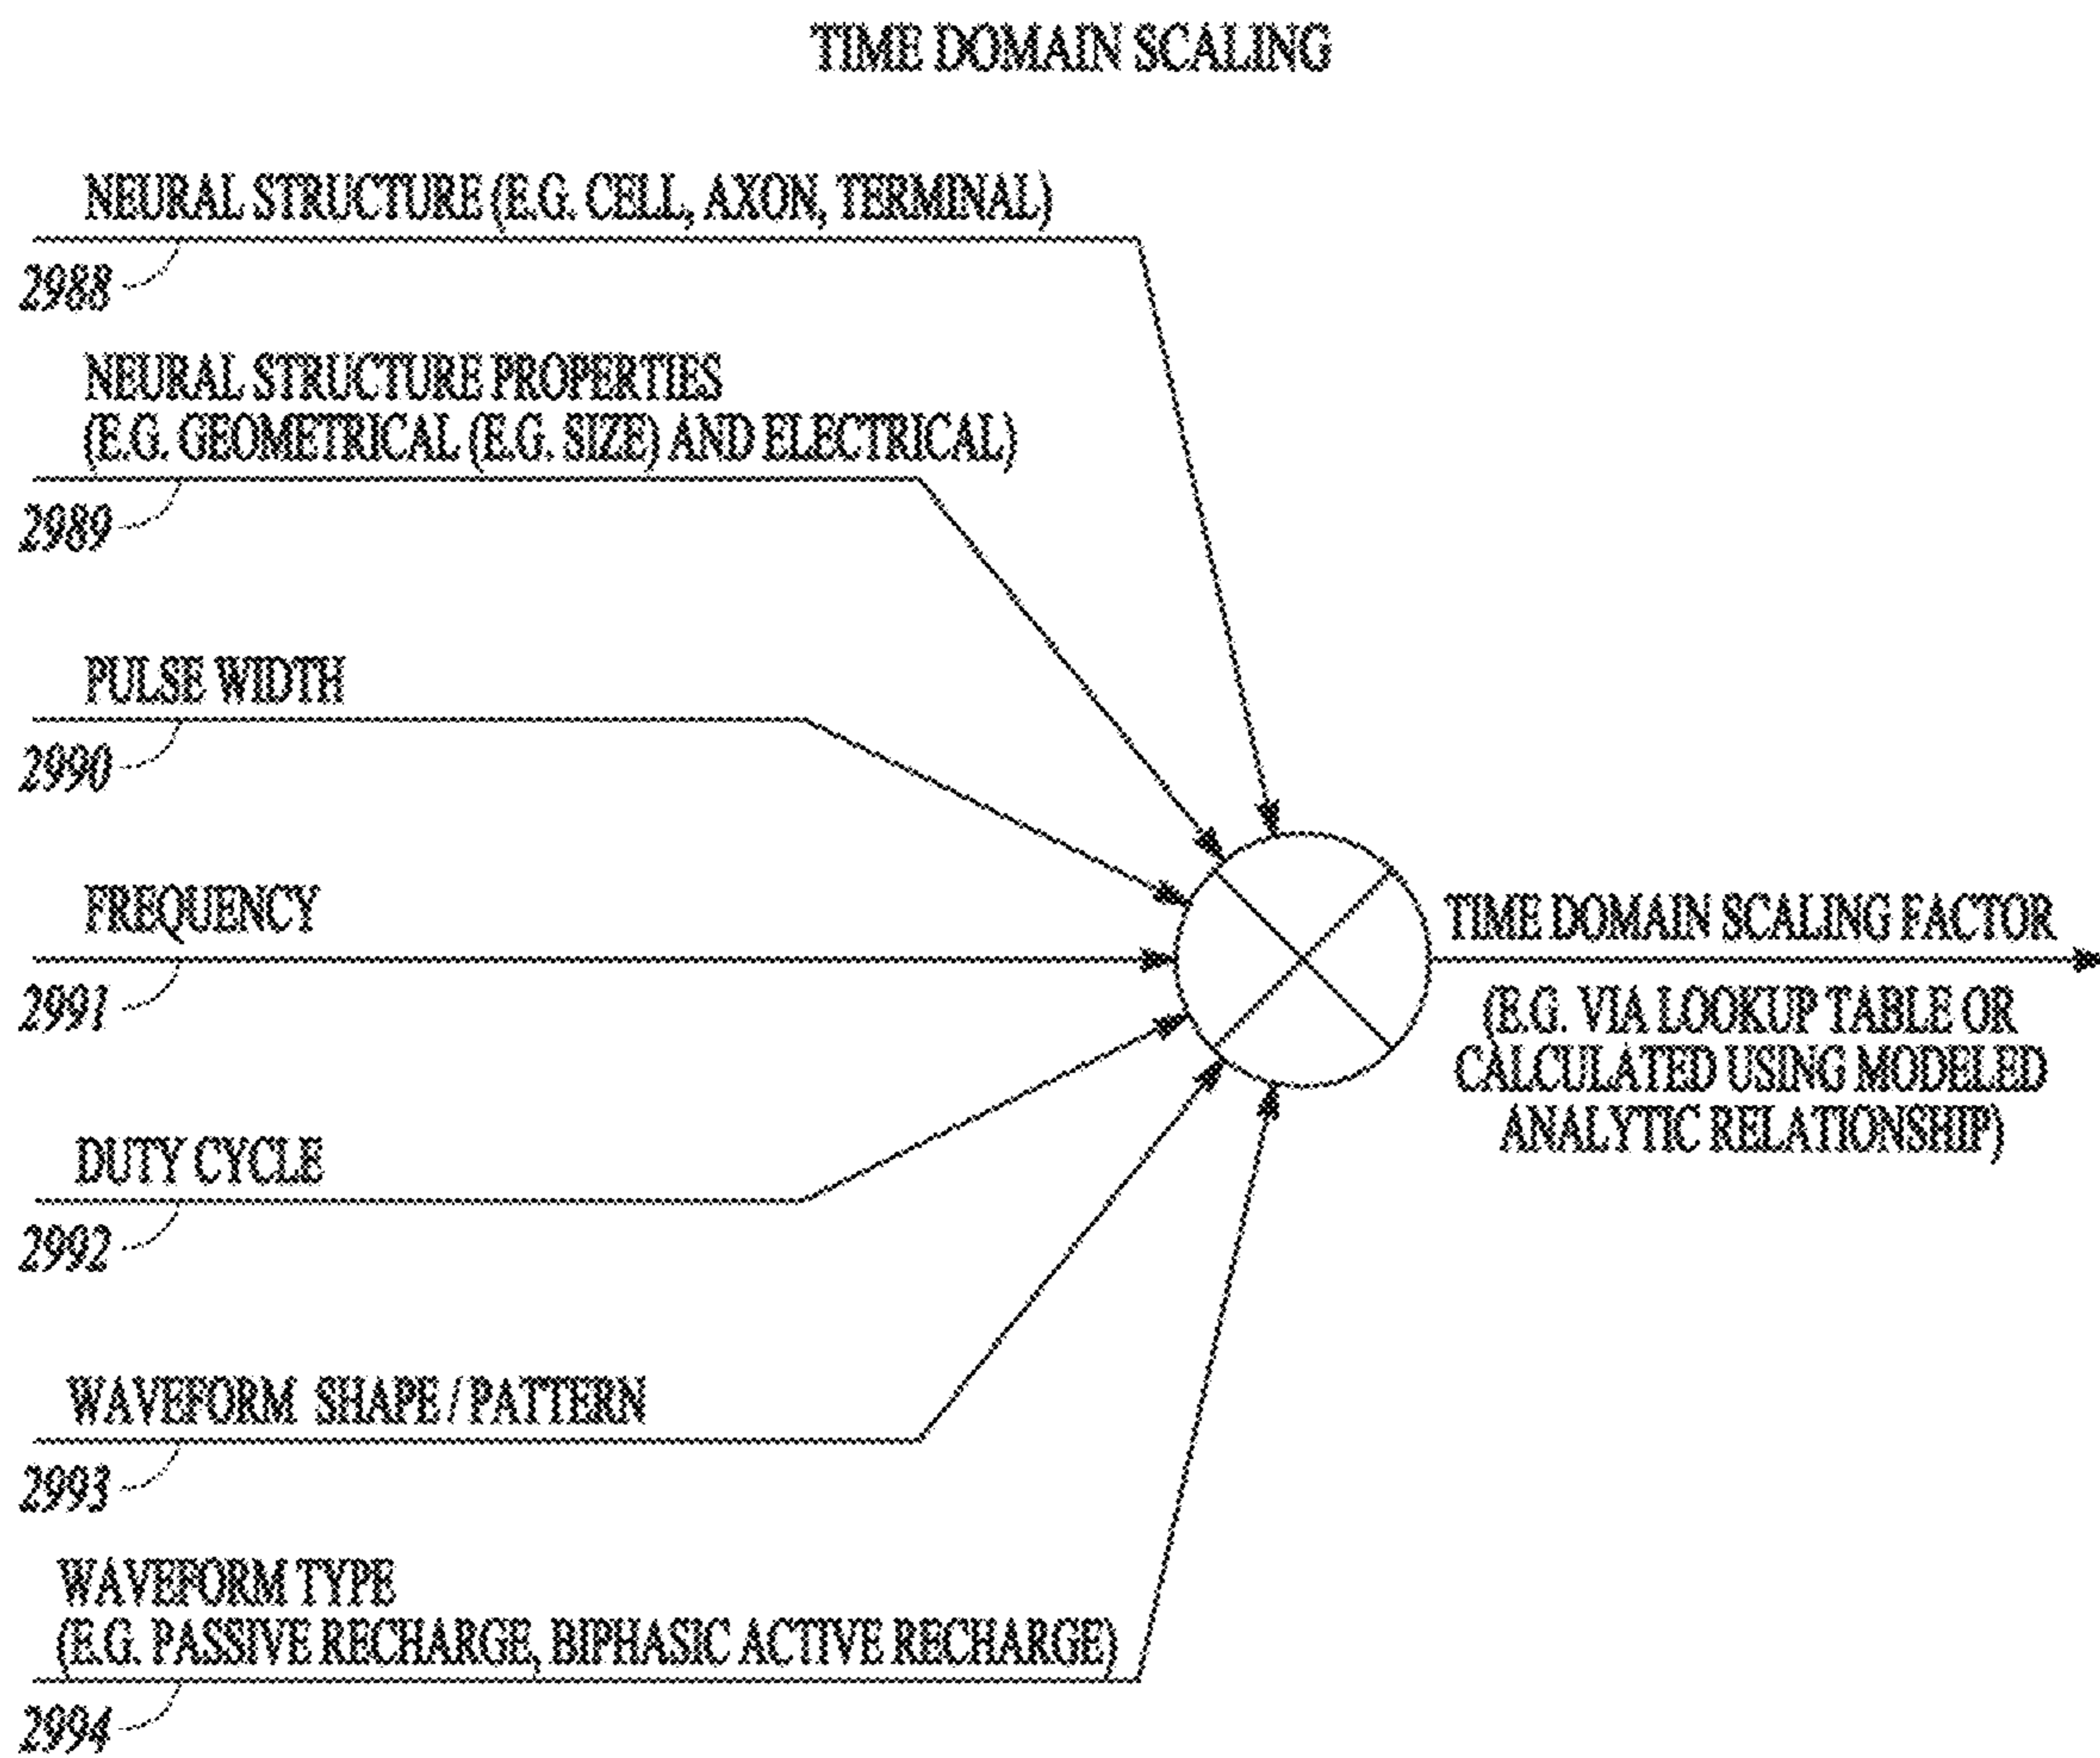 TIME DOMAIN SCALING
NEURAL STRUCTURE (E.G. CELL, AXON, TERMINAL)
2988
NEURAL STRUCTURE PROPERTIES
(E.G. GEOMETRICAL (E.G. SIZE) AND ELECTRICAL)
2989
PULSE WIDTH
2990
FREQUENCY
2991
TIME DOMAIN SCALING FACTOR
(E.G. VIA LOOKUP TABLE OR
CALCULATED USING MODELED
ANALYTIC RELATIONSHIP)
DUTY CYCLE
2992
WAVEFORM SHAPE / PATTERN
2993
WAVEFORM TYPE
(E.G. PASSIVE RECHARGE, BIPHASIC ACTIVE RECHARGE)
2994